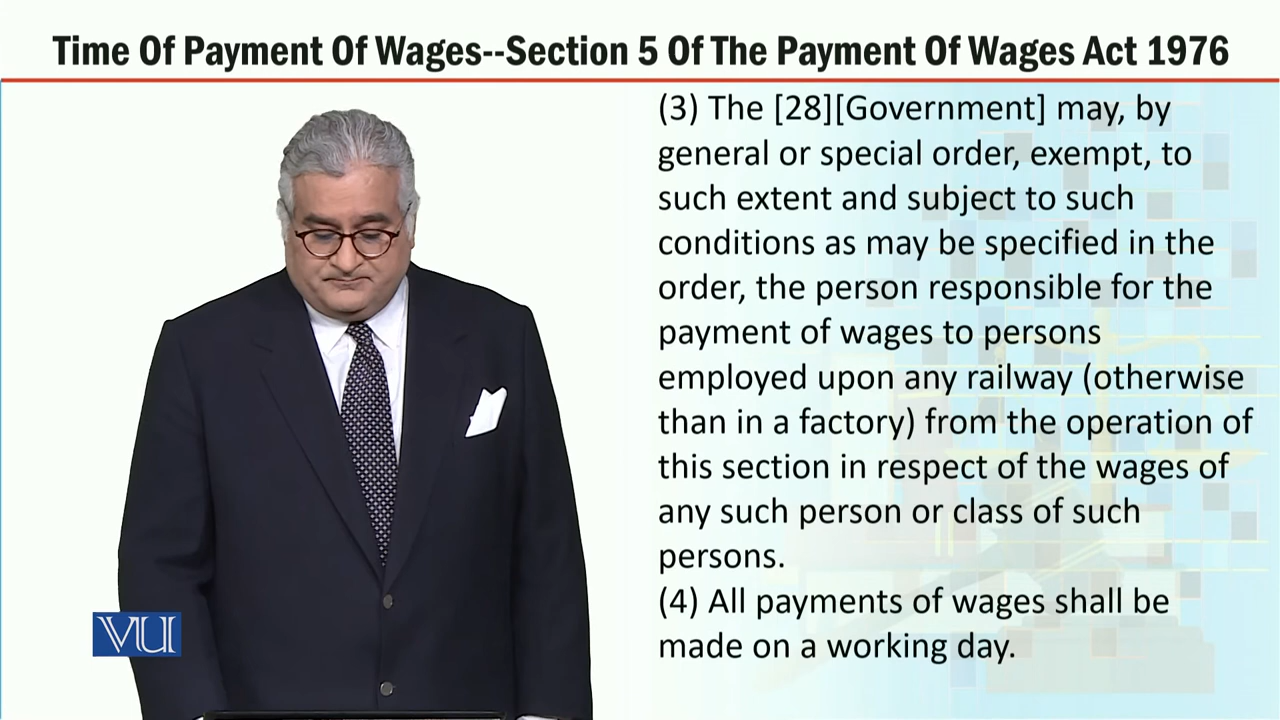 Time Of Payment Of Wages--Section 5 Of The Payment Of Wages Act 1976
(3) The [28][Government] may, by
general or special order, exempt, to
such extent and subject to such
conditions as may be specified in the
order, the person responsible for the
payment of wages to persons
employed upon any railway (otherwise
than in a factory) from the operation of
this section in respect of the wages of
any such person or class of such
persons.
(4) All payments of wages shall be
made on a working day.
VU